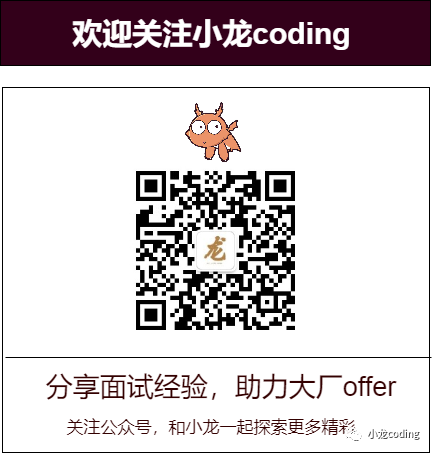 欢迎关注小龙coding
龙
分享面试经验，助力大厂offer
关注公众号，和小龙一起探索更多精彩
小龙coding